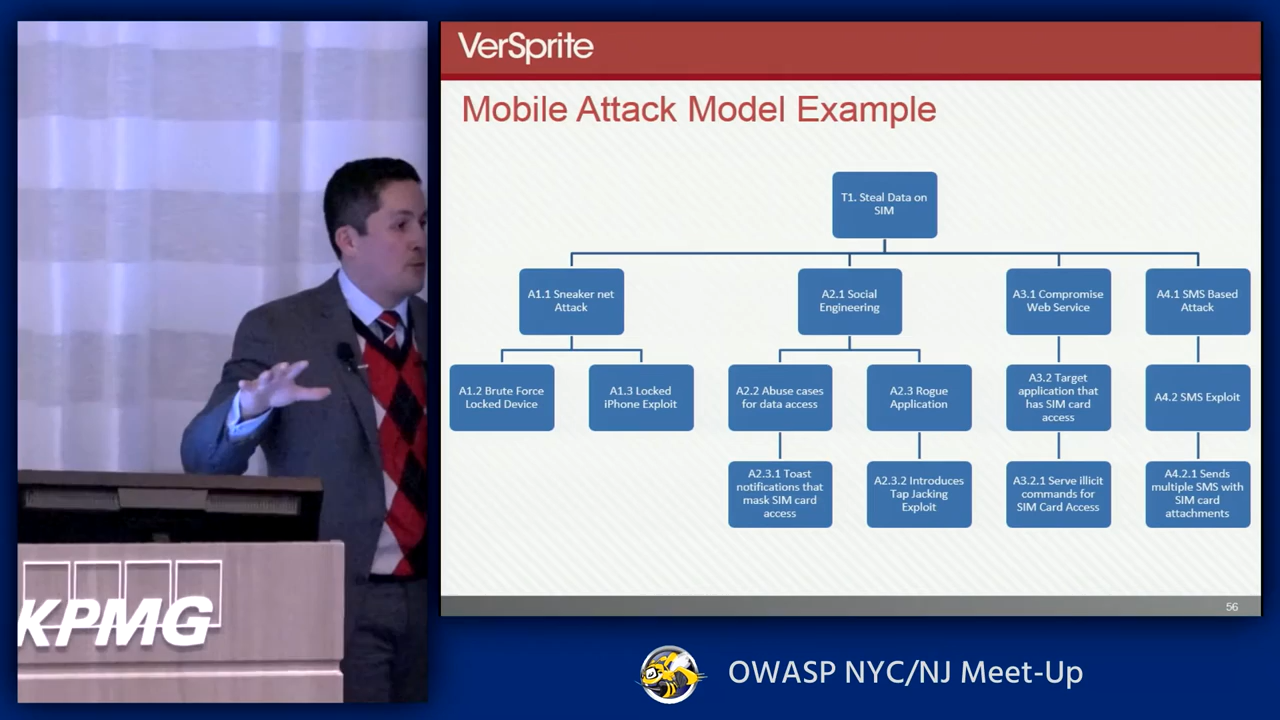 VerSprite
Mobile Attack Model Example
T1. Steal Data on
SIM
A1.1 Sneaker net
Attack
A2.1 Social
Engineering
A3.1 Compromise
Web Service
A4.1 SMS Based
Attack
A1.2 Brute Force
Locked Device
A1.3 Locked
iPhone Exploit
A2.2 Abuse cases
for data access
A2.3 Rogue
Application
A3.2 Target
application that
has SIM card
access
A4.2 SMS Exploit
A2.3.1 Toast
notifications that
mask SIM card
access
A2.3.2 Introduces
Tap Jacking
Exploit
A3.2.1 Serve illicit
commands for
SIM Card Access
A4.2.1 Sends
multiple SMS with
SIM card
attachments
56
KPMG
OWASP NYC/NJ Meet-Up